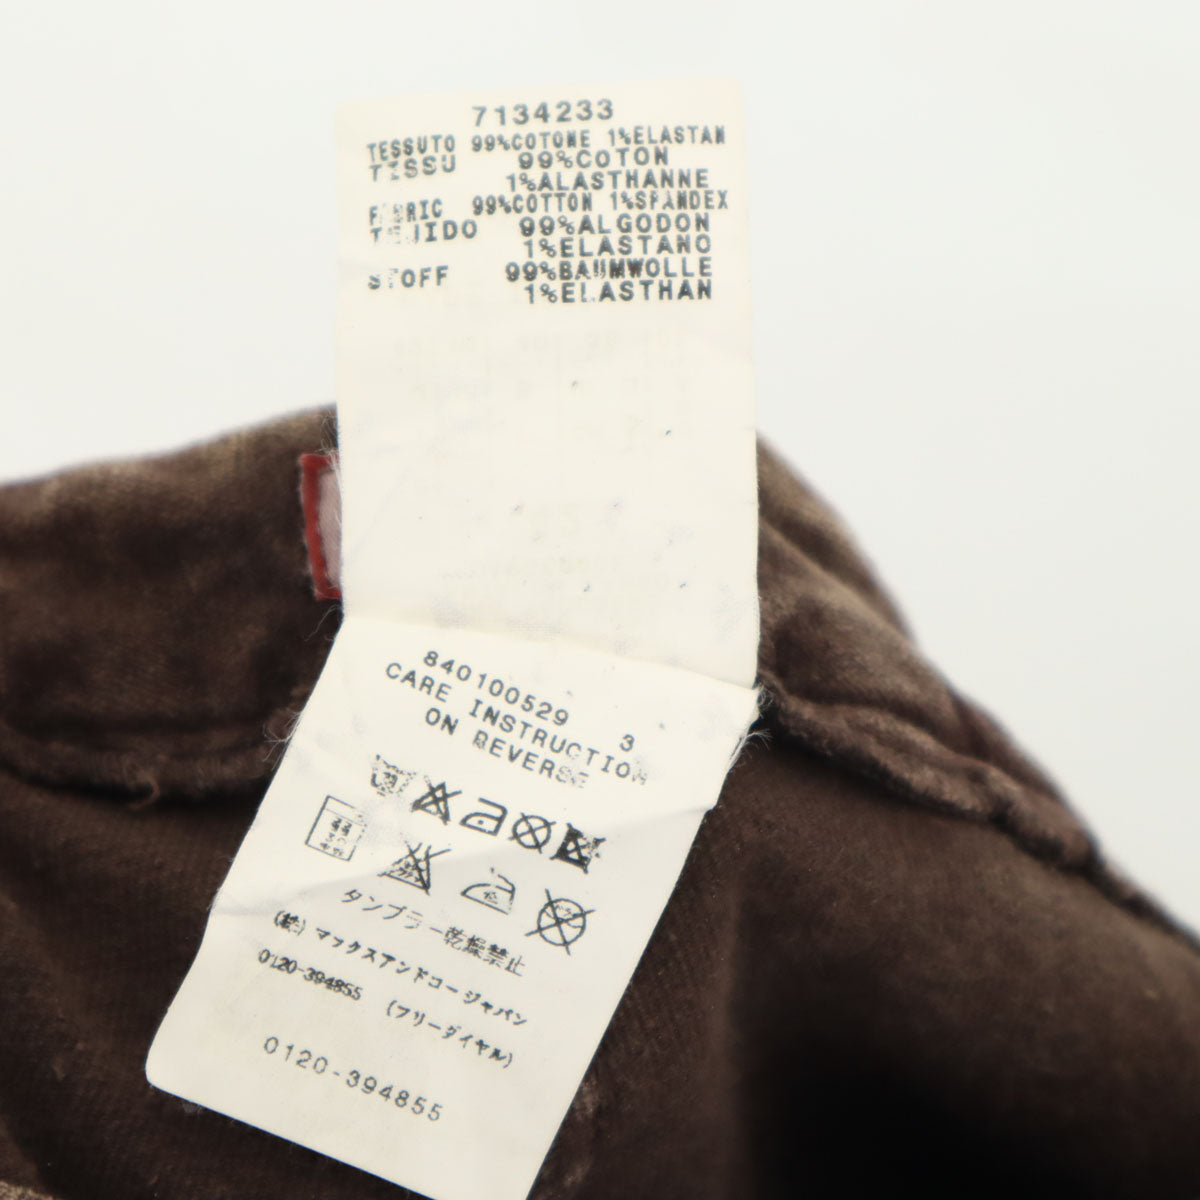 7134233
TESSUTO 99%COTONE 1%ELASTAN
TISSU 99%COTON
1%ALASTHANNE
FABRIC 99%COTTON 1%SPANDEX
TEJIDO 99%ALGODON
1%ELASTANO
STOFF 99%BAUMWOLLE
1%ELASTHAN
840100529 3
CARE INSTRUCTION
ON REVERSE
タンブラー乾燥禁止
(株) マックスアンドコージャパン
0120-394855 (フリーダイヤル)
0120-394855